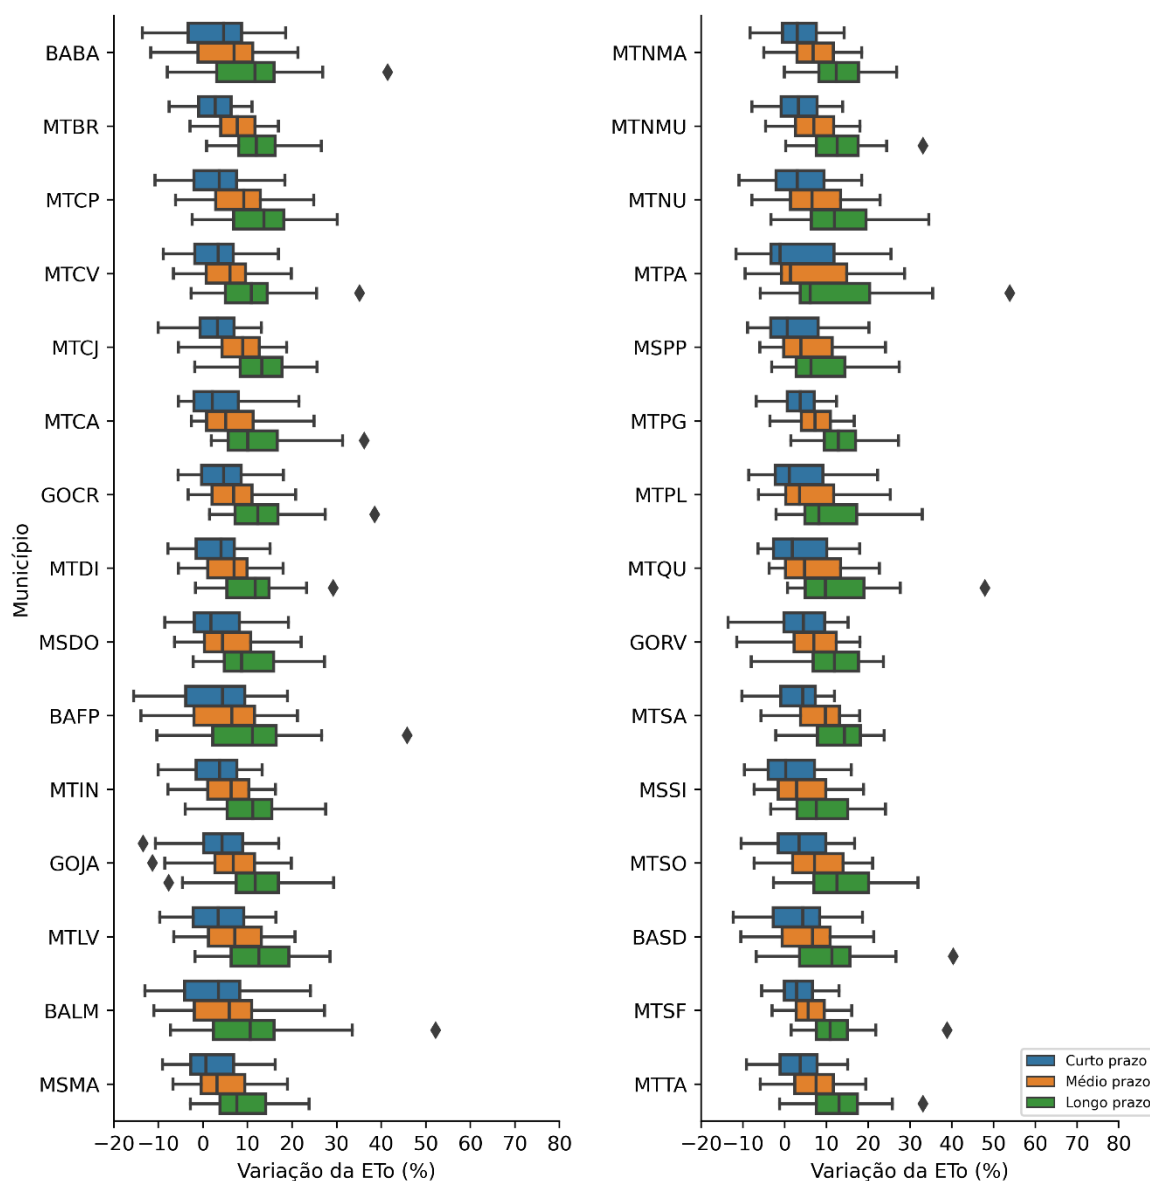 BABA
MTBR
MTCP
MTCV
MTCJ
MTCA
GOCR
MTDI
MSDO
BAFP
MTIN
GOJA
MTLV
BALM
MSMA
Município
−20 −10 0 10 20 30 40 50 60 70 80
Variação da ETo (%)
MTNMA
MTNMU
MTNU
MTPA
MSPP
MTPG
MTPL
MTQU
GORV
MTSA
MSSI
MTSO
BASD
MTSF
MTTA
Curto prazo
Médio prazo
Longo prazo
−20 −10 0 10 20 30 40 50 60 70 80
Variação da ETo (%)